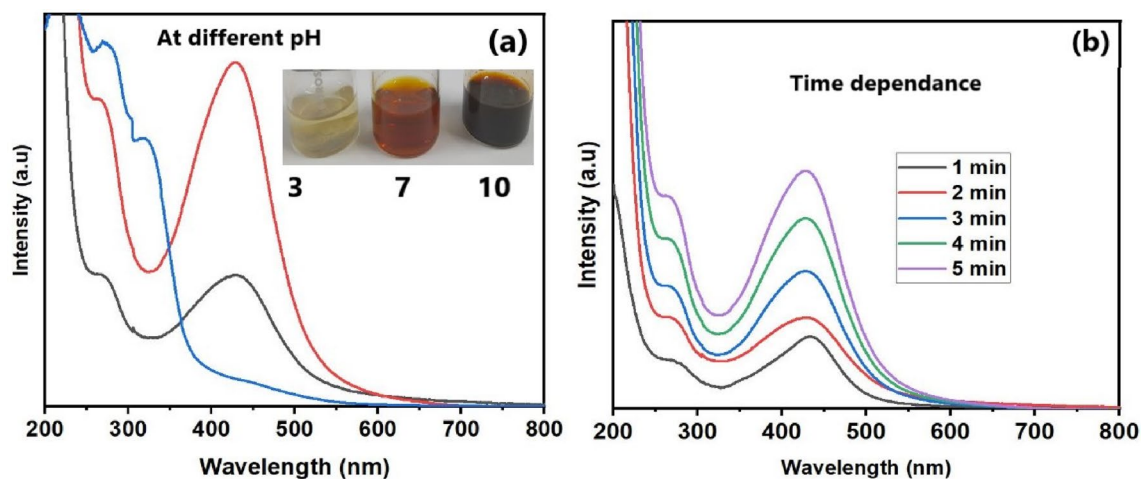 At different pH
(a)
3 7 10
Intensity (a.u)
200 300 400 500 600 700 800
Wavelength (nm)
(b)
Time dependance
1 min
2 min
3 min
4 min
5 min
Intensity (a.u)
200 300 400 500 600 700 800
Wavelength (nm)